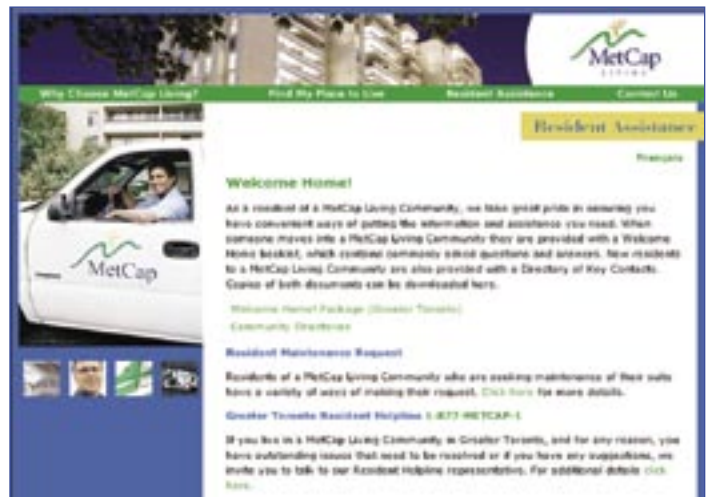 MetCap
LIVING
Why Choose MetCap Living?
Find My Place to Live
Resident Assistance
Contact Us
Resident Assistance
Français
MetCap
Welcome Home!
As a resident of a MetCap Living Community, we take great pride in ensuring you
have convenient ways of getting the information and assistance you need. When
someone moves into a MetCap Living Community they are provided with a Welcome
Home booklet, which contains commonly asked questions and answers. New residents
to a MetCap Living Community are also provided with a Directory of Key Contacts.
Copies of both documents can be downloaded here.
Welcome Home! Package (Greater Toronto)
Community Directories
Resident Maintenance Request
Residents of a MetCap Living Community who are seeking maintenance of their suite
have a variety of ways of making their request. Click here for more details.
Greater Toronto Resident Helpline 1-877-METCAP-1
If you live in a MetCap Living Community in Greater Toronto, and for any reason, you
have outstanding issues that need to be resolved or if you have any suggestions, we
invite you to talk to our Resident Helpline representative. For additional details click
here.